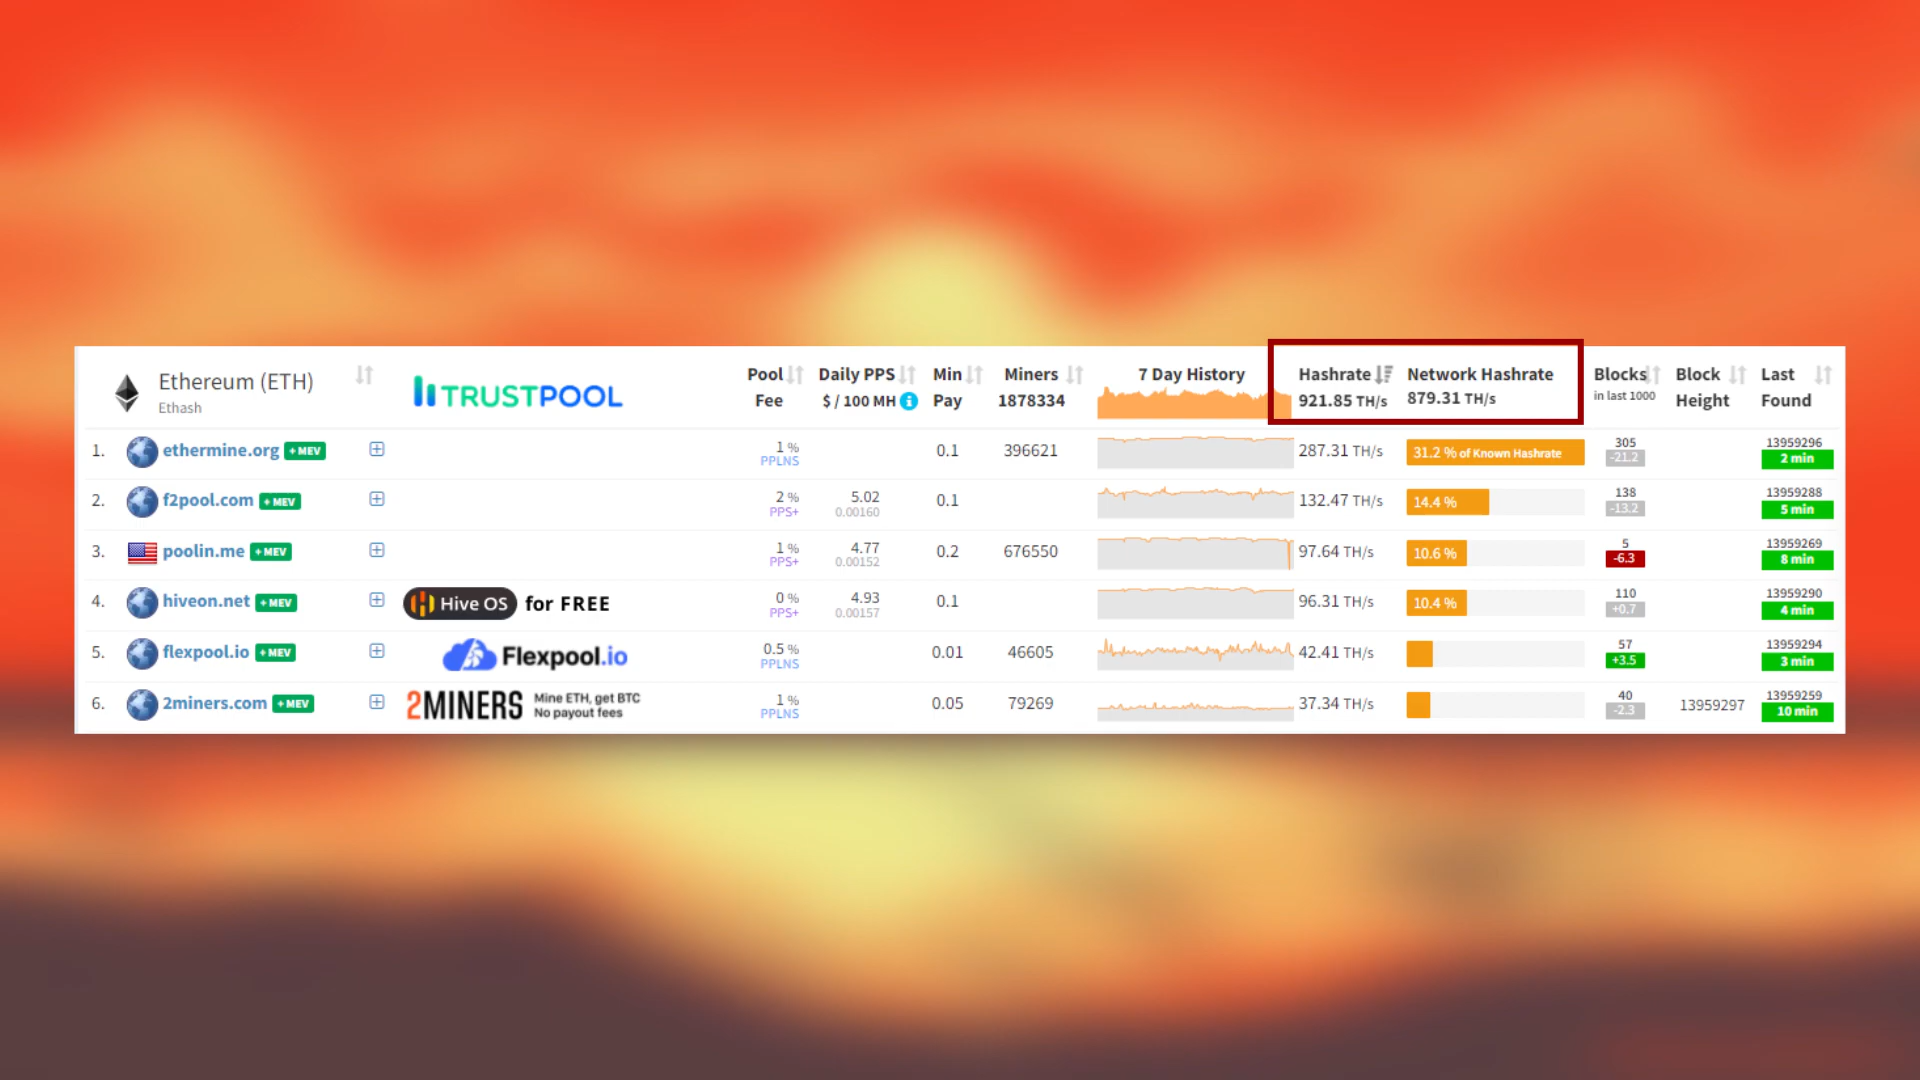 Ethereum (ETH)
Ethash
TRUSTPOOL
Pool Fee
Daily PPS $ / 100 MH i
Min Pay
Miners 1878334
7 Day History
Hashrate 921.85 TH/s
Network Hashrate 879.31 TH/s
Blocks in last 1000
Block Height
Last Found
1. ethermine.org + MEV 1 % PPLNS 0.1 396621 287.31 TH/s 31.2 % of Known Hashrate 305 -21.2 13959296 2 min
2. f2pool.com + MEV 2 % PPS+ 5.02 0.00160 0.1 132.47 TH/s 14.4 % 138 -13.2 13959288 5 min
3. poolin.me + MEV 1 % PPS+ 4.77 0.00152 0.2 676550 97.64 TH/s 10.6 % 5 -6.3 13959269 8 min
4. hiveon.net + MEV Hive OS for FREE 0 % PPS+ 4.93 0.00157 0.1 96.31 TH/s 10.4 % 110 +0.7 13959290 4 min
5. flexpool.io + MEV Flexpool.io 0.5 % PPLNS 0.01 46605 42.41 TH/s 57 +3.5 13959294 3 min
6. 2miners.com + MEV 2MINERS Mine ETH, get BTC No payout fees 1 % PPLNS 0.05 79269 37.34 TH/s 40 -2.3 13959297 13959259 10 min